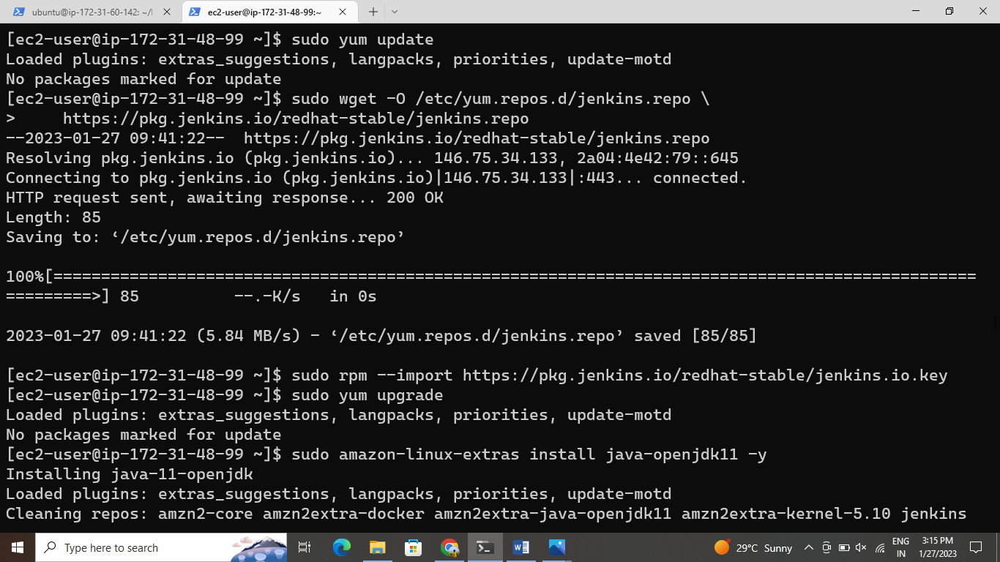 ubuntu@ip-172-31-60-142: ~/
ec2-user@ip-172-31-48-99:~
[ec2-user@ip-172-31-48-99 ~]$ sudo yum update
Loaded plugins: extras_suggestions, langpacks, priorities, update-motd
No packages marked for update
[ec2-user@ip-172-31-48-99 ~]$ sudo wget -O /etc/yum.repos.d/jenkins.repo \
>     https://pkg.jenkins.io/redhat-stable/jenkins.repo
--2023-01-27 09:41:22--  https://pkg.jenkins.io/redhat-stable/jenkins.repo
Resolving pkg.jenkins.io (pkg.jenkins.io)... 146.75.34.133, 2a04:4e42:79::645
Connecting to pkg.jenkins.io (pkg.jenkins.io)|146.75.34.133|:443... connected.
HTTP request sent, awaiting response... 200 OK
Length: 85
Saving to: ‘/etc/yum.repos.d/jenkins.repo’
100%[=================================================================================================
=========>] 85          --.-K/s   in 0s
2023-01-27 09:41:22 (5.84 MB/s) - ‘/etc/yum.repos.d/jenkins.repo’ saved [85/85]
[ec2-user@ip-172-31-48-99 ~]$ sudo rpm --import https://pkg.jenkins.io/redhat-stable/jenkins.io.key
[ec2-user@ip-172-31-48-99 ~]$ sudo yum upgrade
Loaded plugins: extras_suggestions, langpacks, priorities, update-motd
No packages marked for update
[ec2-user@ip-172-31-48-99 ~]$ sudo amazon-linux-extras install java-openjdk11 -y
Installing java-11-openjdk
Loaded plugins: extras_suggestions, langpacks, priorities, update-motd
Cleaning repos: amzn2-core amzn2extra-docker amzn2extra-java-openjdk11 amzn2extra-kernel-5.10 jenkins
Type here to search
29°C Sunny
ENG
IN
3:15 PM
1/27/2023